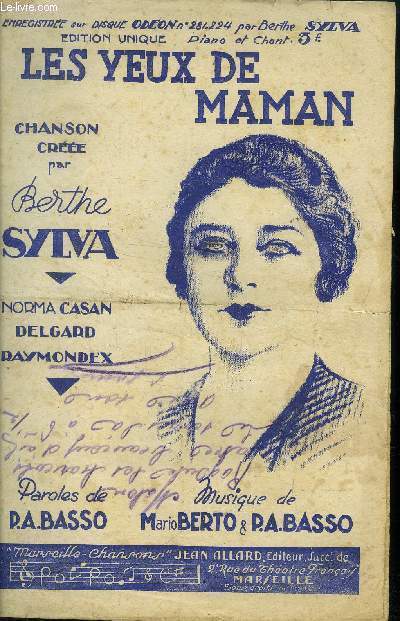 Le-livre.com
ENREGISTRÉE sur DISQUE ODEON n° 281.224 par Berthe SYLVA
EDITION UNIQUE Piano et Chant. 3 F
LES YEUX DE
MAMAN
CHANSON
CRÉÉE
par
Berthe
SYLVA
NORMA CASAN
DELGARD
RAYMONDEX
Paroles de
P.A. BASSO
Musique de
Mario BERTO & P.A. BASSO
"Marseille-Chansons" JEAN ALLARD, Editeur, Succr de
2, Rue du Théâtre Français
MARSEILLE